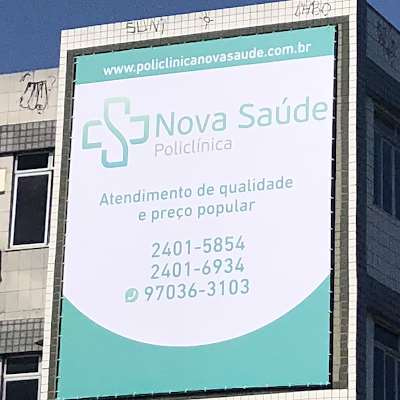 www.policlinicanovasaude.com.br
Nova Saúde
Policlínica
Atendimento de qualidade
e preço popular
2401-5854
2401-6934
97036-3103